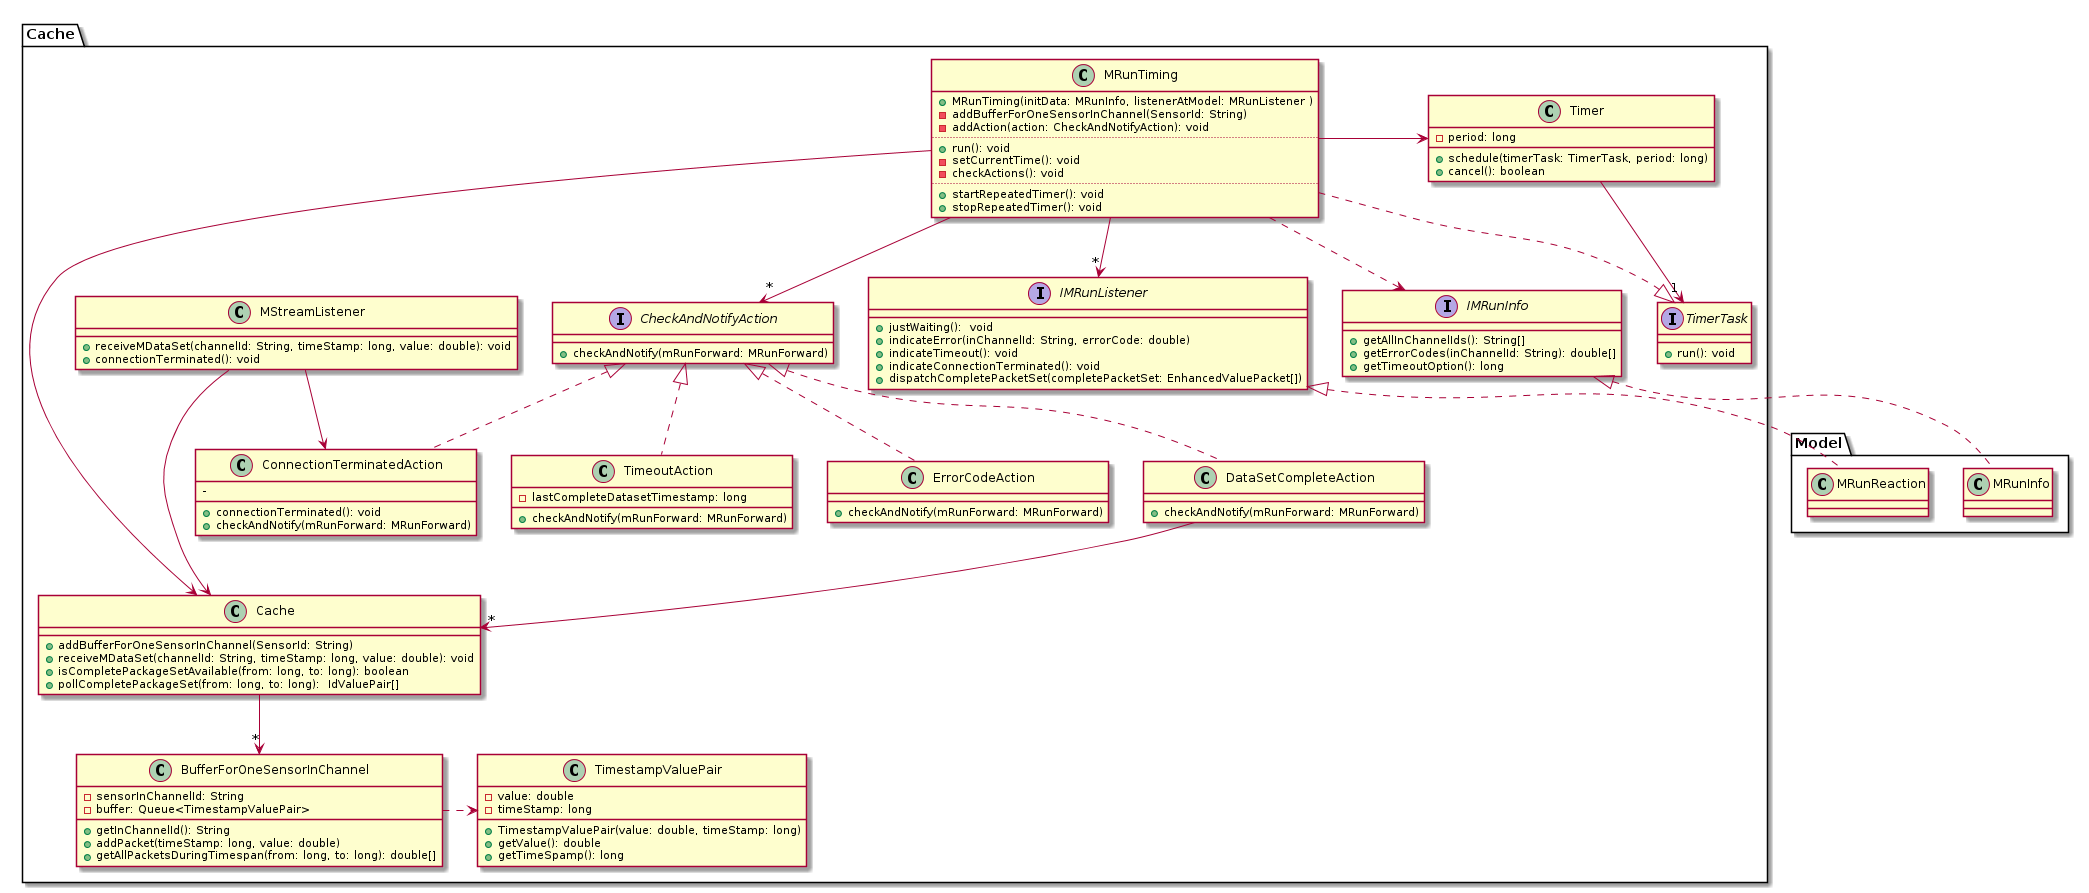 Cache
C MRunTiming
MRunTiming(initData: MRunInfo, listenerAtModel: MRunListener )
addBufferForOneSensorInChannel(SensorId: String)
addAction(action: CheckAndNotifyAction): void
run(): void
setCurrentTime(): void
checkActions(): void
startRepeatedTimer(): void
stopRepeatedTimer(): void
C Timer
period: long
schedule(timerTask: TimerTask, period: long)
cancel(): boolean
*
*
1
C MStreamListener
receiveMDataSet(channelId: String, timeStamp: long, value: double): void
connectionTerminated(): void
I CheckAndNotifyAction
checkAndNotify(mRunForward: MRunForward)
I IMRunListener
justWaiting():  void
indicateError(inChannelId: String, errorCode: double)
indicateTimeout(): void
indicateConnectionTerminated(): void
dispatchCompletePacketSet(completePacketSet: EnhancedValuePacket[])
I IMRunInfo
getAllInChannelIds(): String[]
getErrorCodes(inChannelId: String): double[]
getTimeoutOption(): long
I TimerTask
run(): void
C ConnectionTerminatedAction
-
connectionTerminated(): void
checkAndNotify(mRunForward: MRunForward)
C TimeoutAction
lastCompleteDatasetTimestamp: long
checkAndNotify(mRunForward: MRunForward)
C ErrorCodeAction
checkAndNotify(mRunForward: MRunForward)
C DataSetCompleteAction
checkAndNotify(mRunForward: MRunForward)
Model
C MRunReaction
C MRunInfo
C Cache
addBufferForOneSensorInChannel(SensorId: String)
receiveMDataSet(channelId: String, timeStamp: long, value: double): void
isCompletePackageSetAvailable(from: long, to: long): boolean
pollCompletePackageSet(from: long, to: long):  IdValuePair[]
*
*
C BufferForOneSensorInChannel
sensorInChannelId: String
buffer: Queue<TimestampValuePair>
getInChannelId(): String
addPacket(timeStamp: long, value: double)
getAllPacketsDuringTimespan(from: long, to: long): double[]
C TimestampValuePair
value: double
timeStamp: long
TimestampValuePair(value: double, timeStamp: long)
getValue(): double
getTimeSpamp(): long